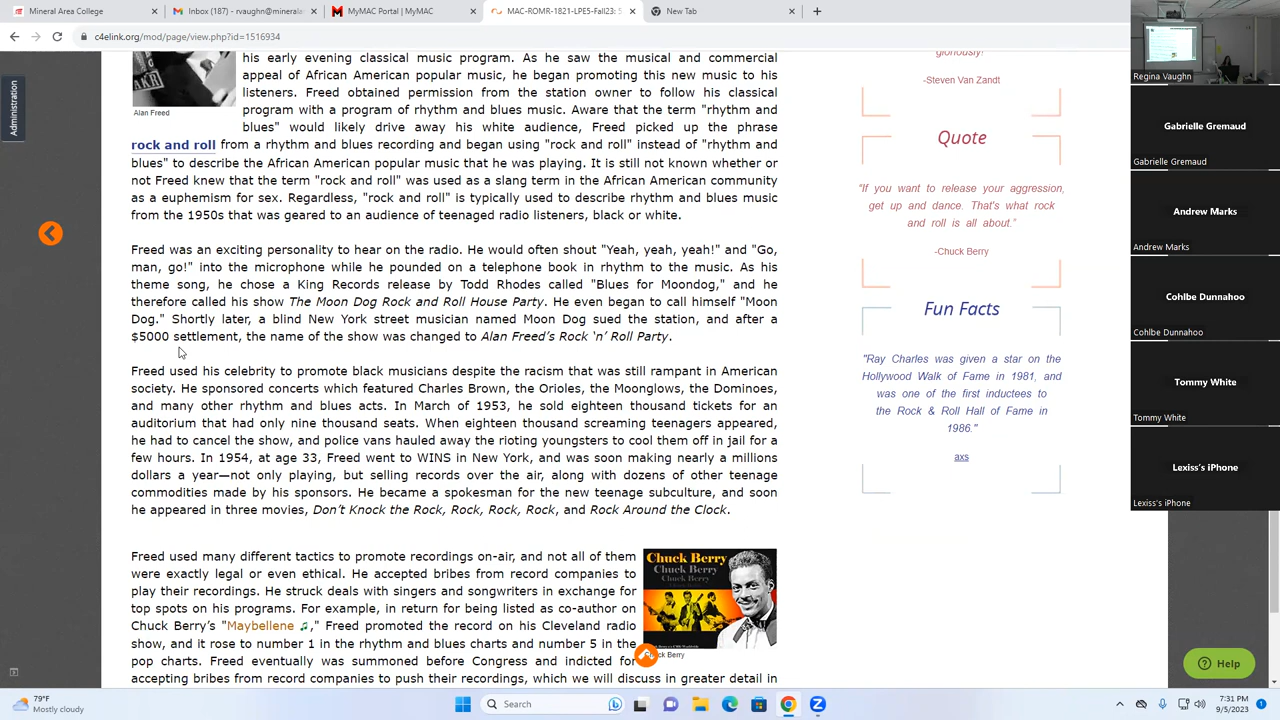 Mineral Area College
Inbox (187) - rvaughn@mineralar
MyMAC Portal | MyMAC
MAC-ROMR-1821-LPE5-Fall23: 5
New Tab
c4elink.org/mod/page/view.php?id=1516934
Administration
early evening classical music program. As he saw the musical and commercial
appeal of African American popular music, he began promoting this new music to his
Freed obtained permission from the station owner to follow his classical
program with a program of rhythm and blues music. Aware that the term "rhythm and
blues" would likely drive away his white audience, Freed picked up the phrase
Alan Freed
rock and roll from a rhythm and blues recording and began using "rock and roll" instead of "rhythm and
blues" to describe the African American popular music that he was playing. It is still not known whether or
not Freed knew that the term "rock and roll" was used as a slang term in the African American community
as a euphemism for sex. Regardless, "rock and roll" is typically used to describe rhythm and blues music
from the 1950s that was geared to an audience of teenaged radio listeners, black or white.
Freed was an exciting personality to hear on the radio. He would often shout "Yeah, yeah, yeah!" and "Go,
man, go!" into the microphone while he pounded on a telephone book in rhythm to the music. As his
theme song, he chose a King Records release by Todd Rhodes called "Blues for Moondog," and he
therefore called his show The Moon Dog Rock and Roll House Party. He even began to call himself "Moon
Dog." Shortly later, a New York street musician named Moon Dog sued the station, and after a
$5000 settlement, the name of the show was changed to Alan Freed's Rock 'n' Roll Party.
Freed used his celebrity to promote black musicians despite the racism that was still rampant in American
society. He sponsored concerts which featured Charles Brown, the Orioles, the Moonglows, the Dominoes,
and many other rhythm and blues acts. In March of 1953, he sold eighteen thousand tickets for an
auditorium that had only nine thousand seats. When eighteen thousand screaming teenagers appeared,
he had to cancel the show, and police vans hauled away the rioting youngsters to cool them off in jail for a
few hours. In 1954, at age 33, Freed went to WINS in New York, and was soon making nearly a millions
dollars a year—not only playing, but selling records over the air, along with dozens of other teenage
commodities made by his sponsors. He became a spokesman for the new teenage subculture, and soon
he appeared in three movies, Don't Knock the Rock, Rock, Rock, Rock, and Rock Around the Clock.
Freed used many different tactics to promote recordings on-air, and not all of them
were exactly legal or even ethical. He accepted bribes from record companies to
play their recordings. He struck deals with singers and songwriters in exchange for
top spots on his programs. For example, in return for being listed as co-author on
Chuck Berry's "Maybellene ♫," Freed promoted the record on his Cleveland radio
show, and it rose to number 1 in the rhythm and blues charts and number 5 in the
pop charts. Freed eventually was summoned before Congress and indicted for
accepting bribes from record companies to push their recordings, which we will discuss in greater detail in
Chuck Berry
Chuck Berry
Chuck Berry
gloriously!"
-Steven Van Zandt
Quote
"If you want to release your aggression,
get up and dance. That's what rock
and roll is all about."
-Chuck Berry
Fun Facts
"Ray Charles was given a star on the
Hollywood Walk of Fame in 1981, and
was one of the first inductees to
the Rock & Roll Hall of Fame in
1986."
axs
Help
Regina Vaughn
Gabrielle Gremaud
Gabrielle Gremaud
Andrew Marks
Andrew Marks
Cohlbe Dunnahoo
Cohlbe Dunnahoo
Tommy White
Tommy White
Lexiss's iPhone
Lexiss's iPhone
79°F
Mostly cloudy
Search
7:31 PM
9/5/2023